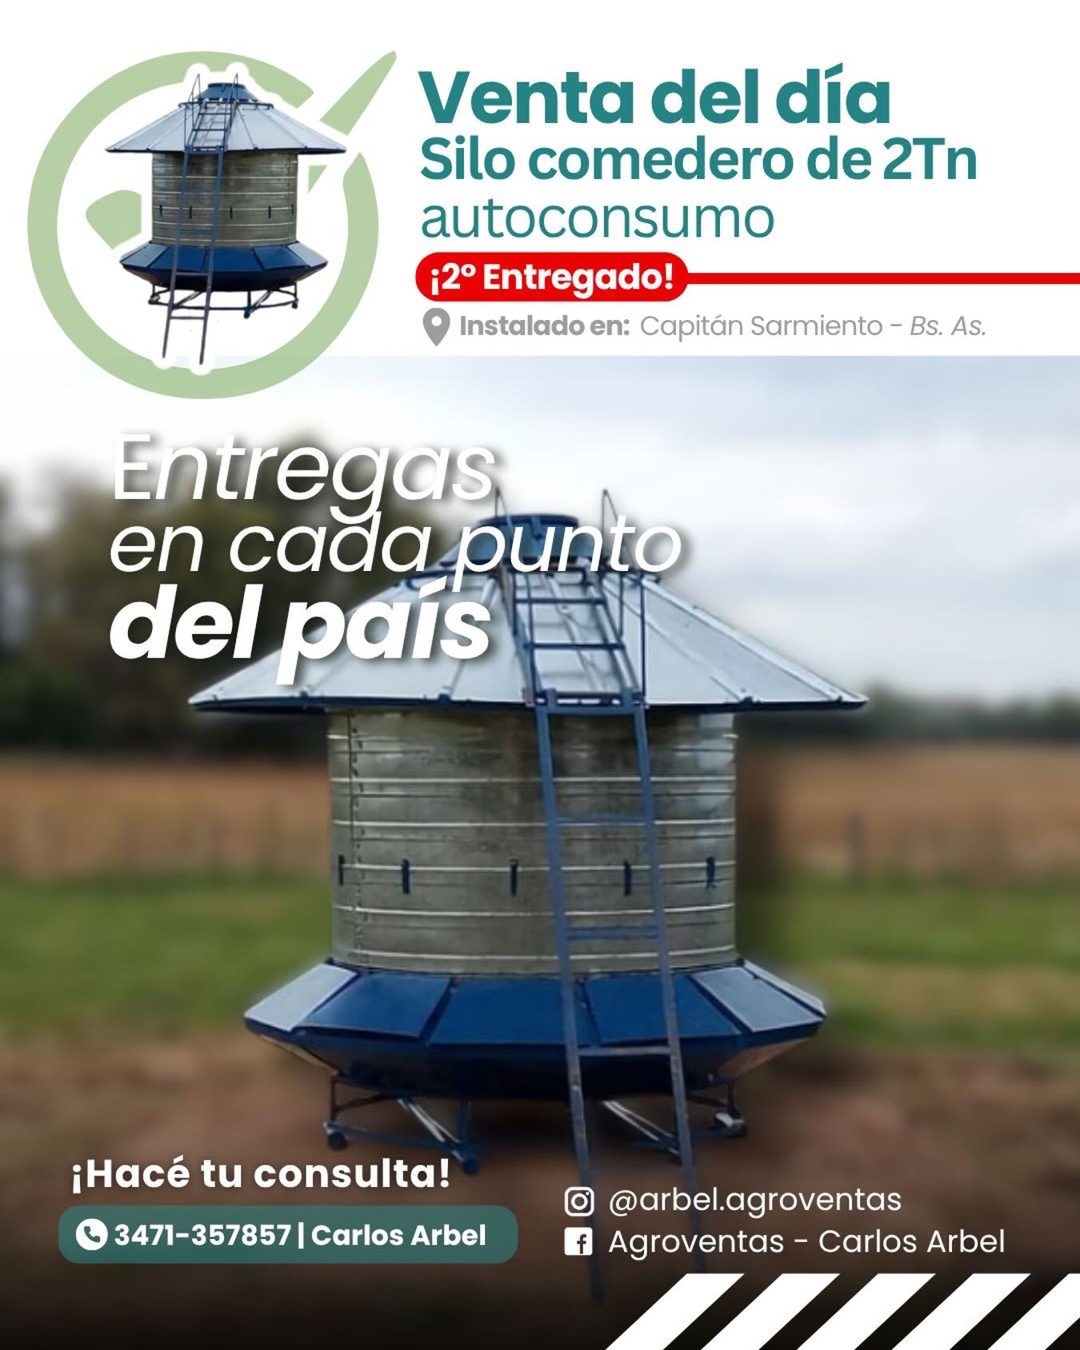 Venta del día
Silo comedero de 2Tn
autoconsumo
¡2º Entregado!
Instalado en: Capitán Sarmiento - Bs. As.
Entregas
en cada punto
del país
¡Hacé tu consulta!
3471-357857 | Carlos Arbel
@arbel.agroventas
Agroventas - Carlos Arbel